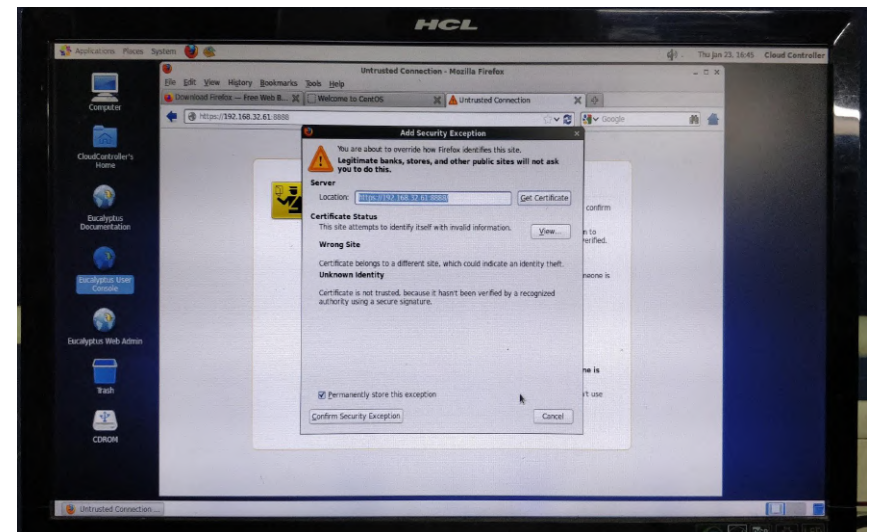 HCL
Applications Places System
Thu Jan 23, 16:45 Cloud Controller
Untrusted Connection - Mozilla Firefox
File Edit View History Bookmarks Tools Help
Download Firefox — Free Web B...
Welcome to CentOS
Untrusted Connection
https://192.168.32.61:8888
Google
Computer
CloudController's
Home
Eucalyptus
Documentation
Eucalyptus User
Console
Eucalyptus Web Admin
Trash
CDROM
Add Security Exception
You are about to override how Firefox identifies this site.
Legitimate banks, stores, and other public sites will not ask
you to do this.
Server
Location: https://192.168.32.61:8888/
Get Certificate
Certificate Status
This site attempts to identify itself with invalid information.
View...
Wrong Site
Certificate belongs to a different site, which could indicate an identity theft.
Unknown Identity
Certificate is not trusted, because it hasn't been verified by a recognized
authority using a secure signature.
Permanently store this exception
Confirm Security Exception
Cancel
confirm
n to
verified.
meone is
ne is
't use
Untrusted Connection ...